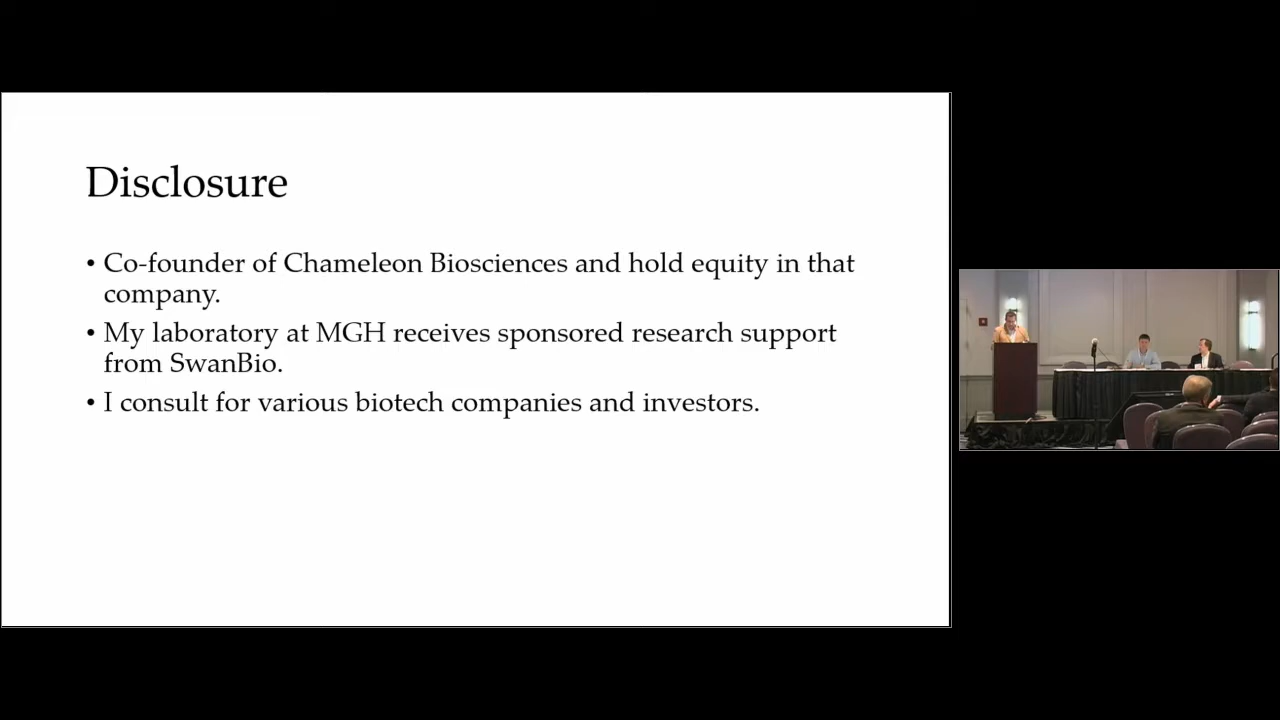 Disclosure
• Co-founder of Chameleon Biosciences and hold equity in that
company.
• My laboratory at MGH receives sponsored research support
from SwanBio.
• I consult for various biotech companies and investors.